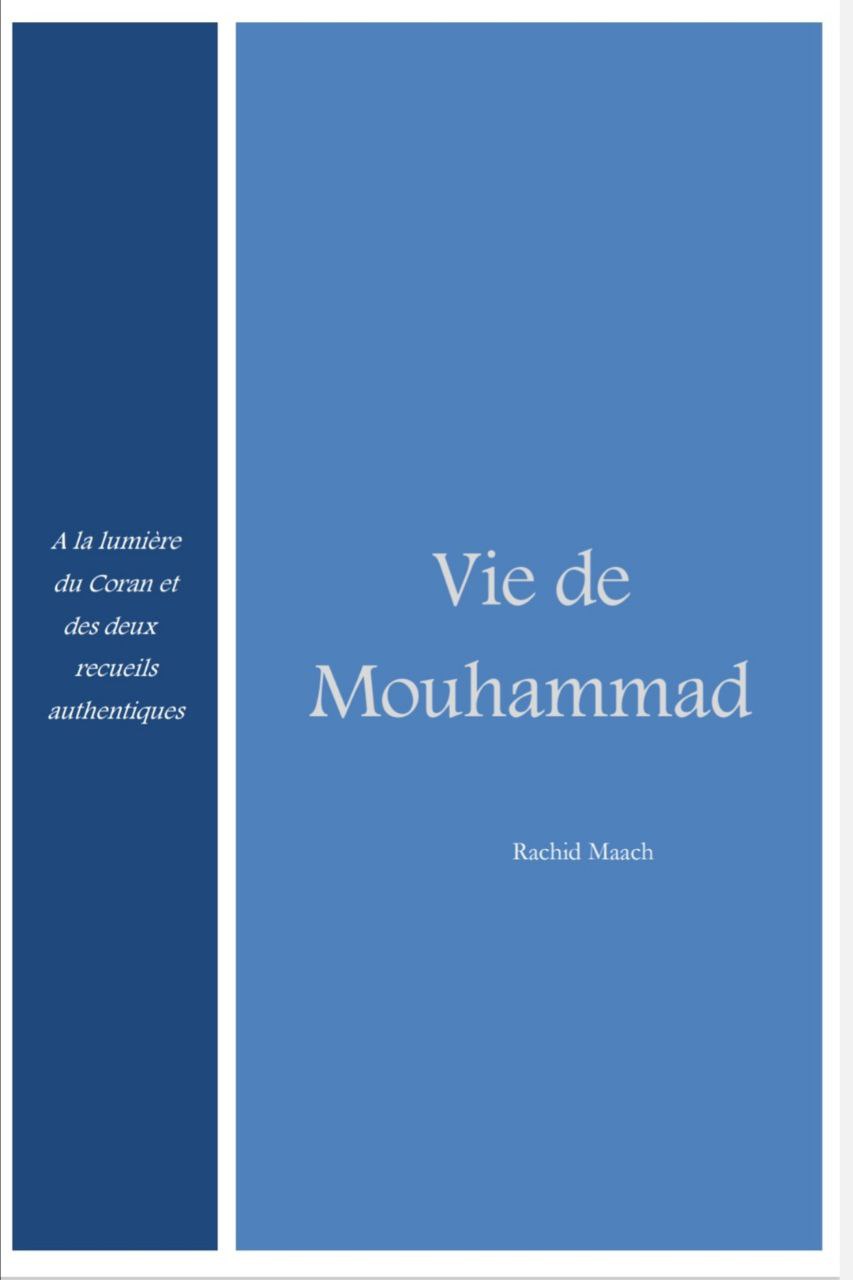 A la lumière
du Coran et
des deux
recueils
authentiques
Vie de
Mouhammad
Rachid Maach